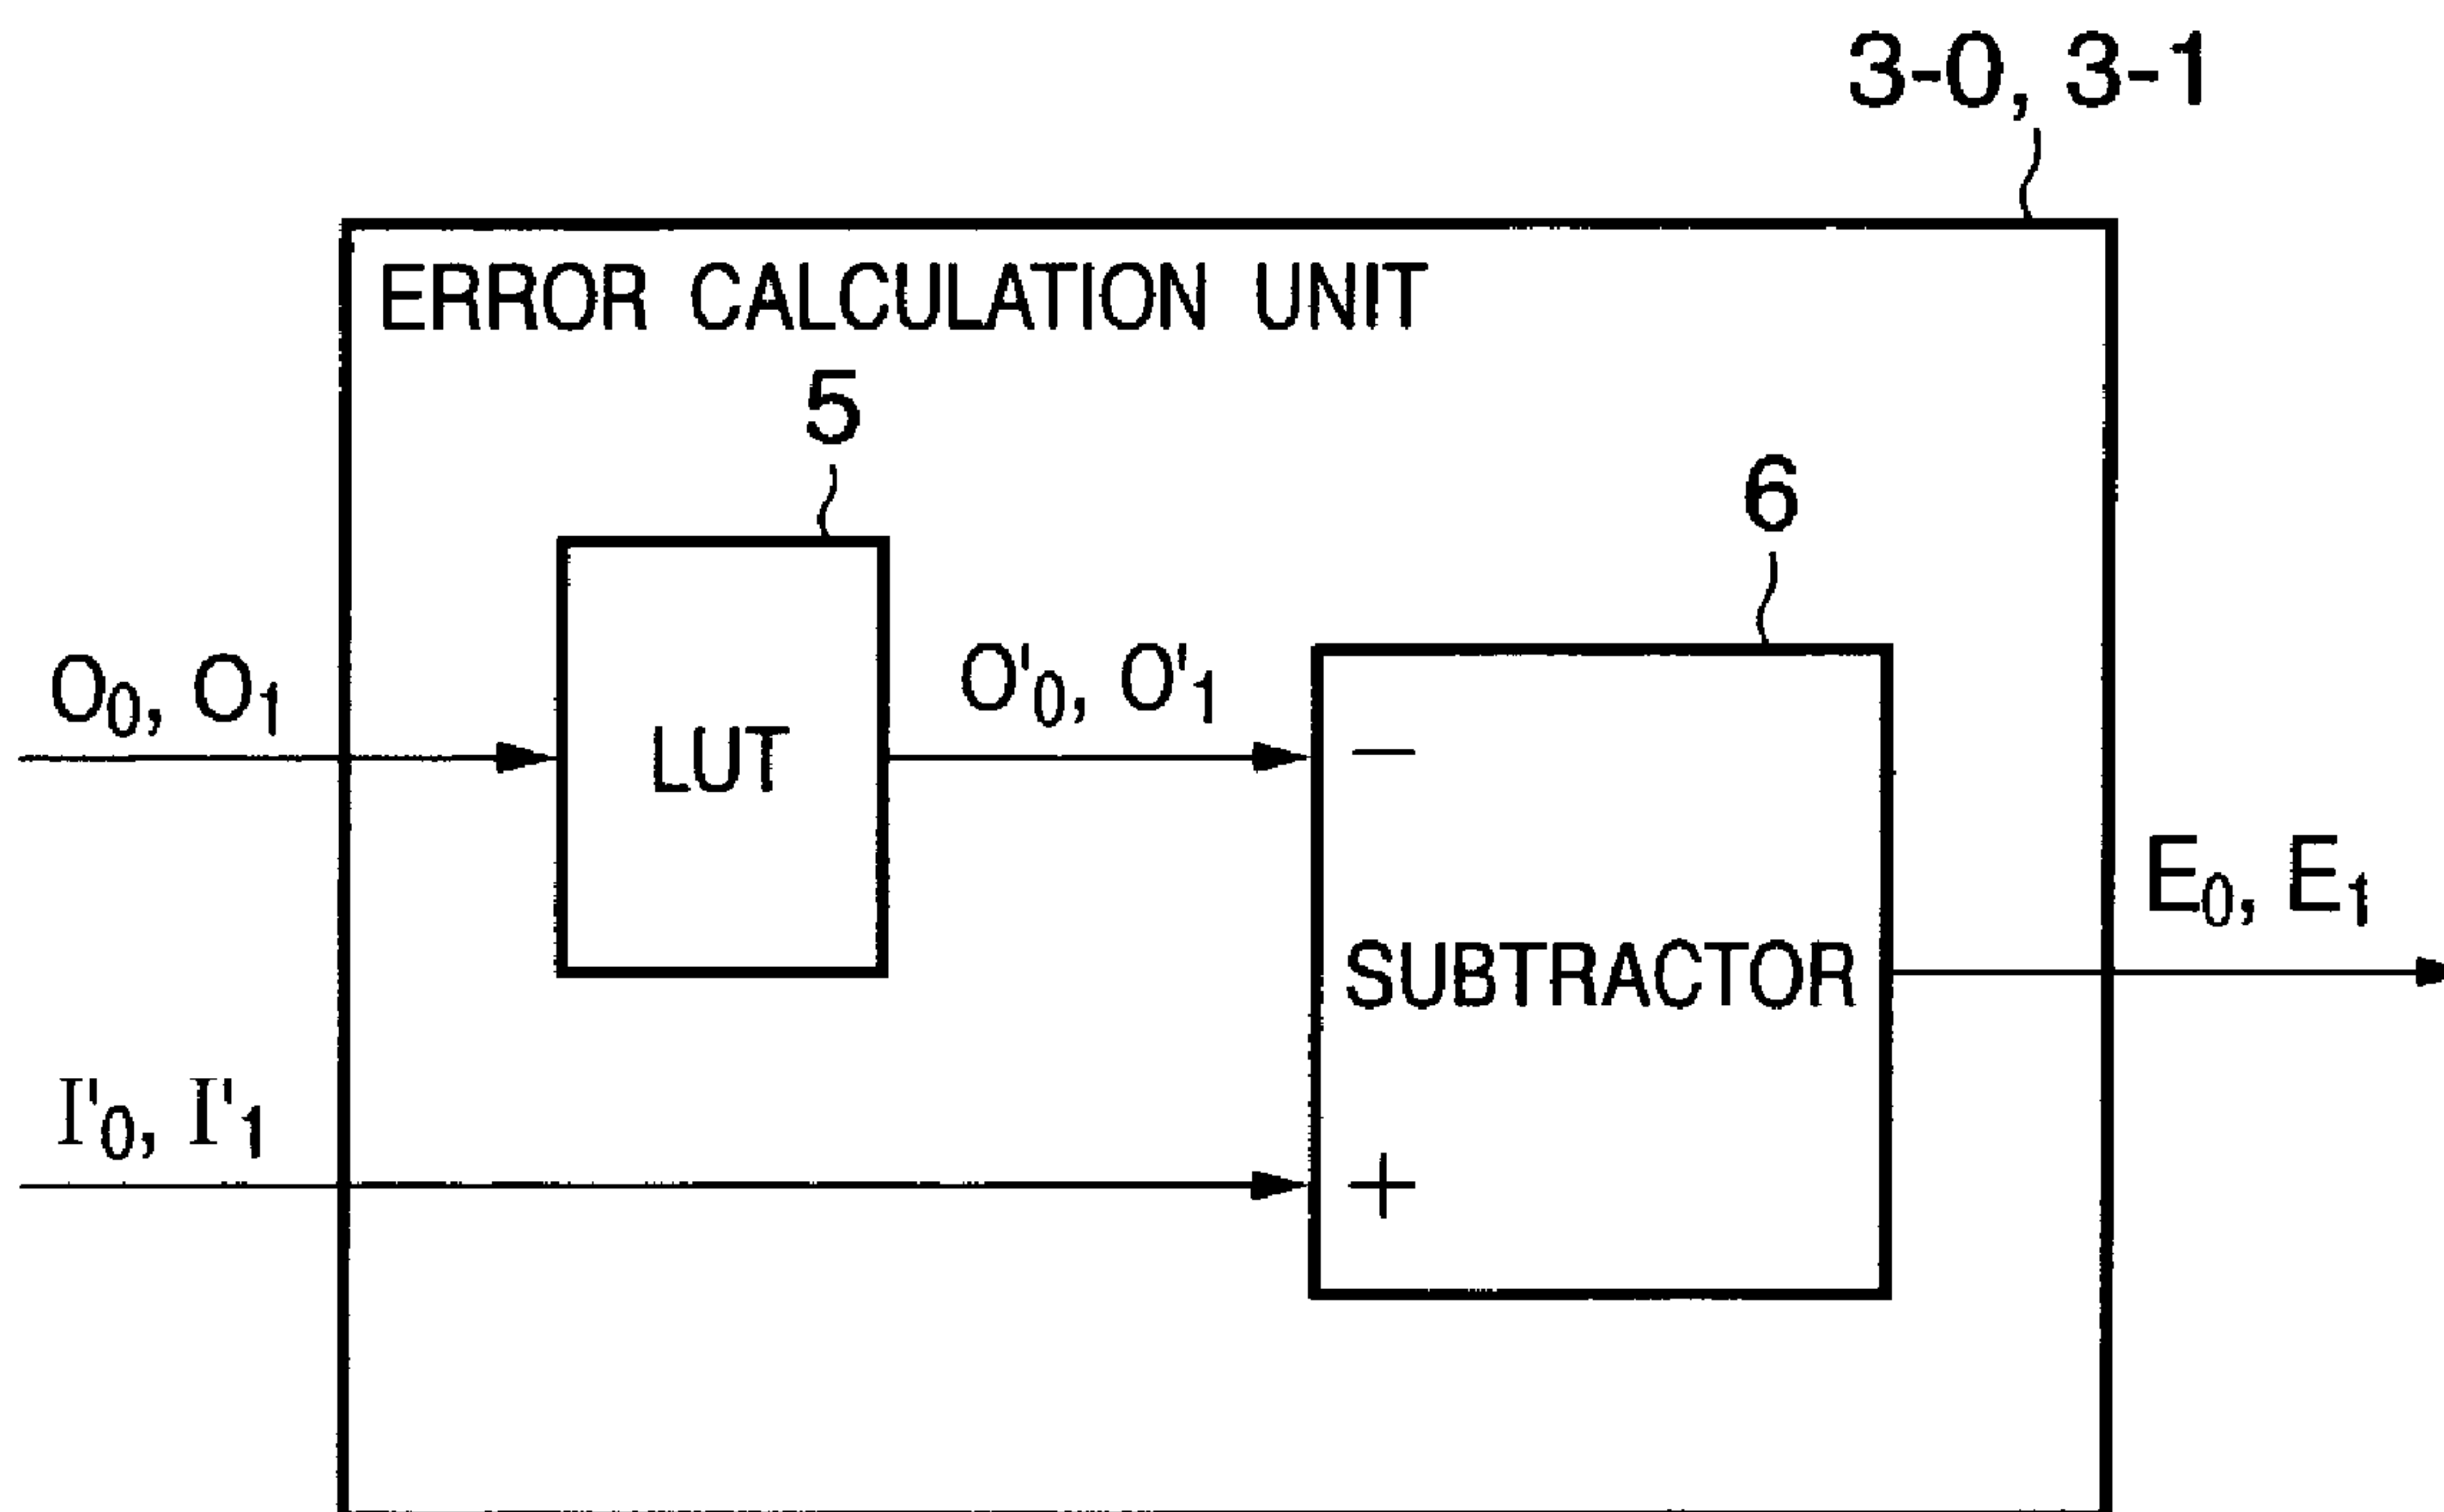 3-0, 3-1
ERROR CALCULATION UNIT
5
6
O₀, O₁
O'₀, O'₁
LUT
−
E₀, E₁
SUBTRACTOR
I'₀, I'₁
+